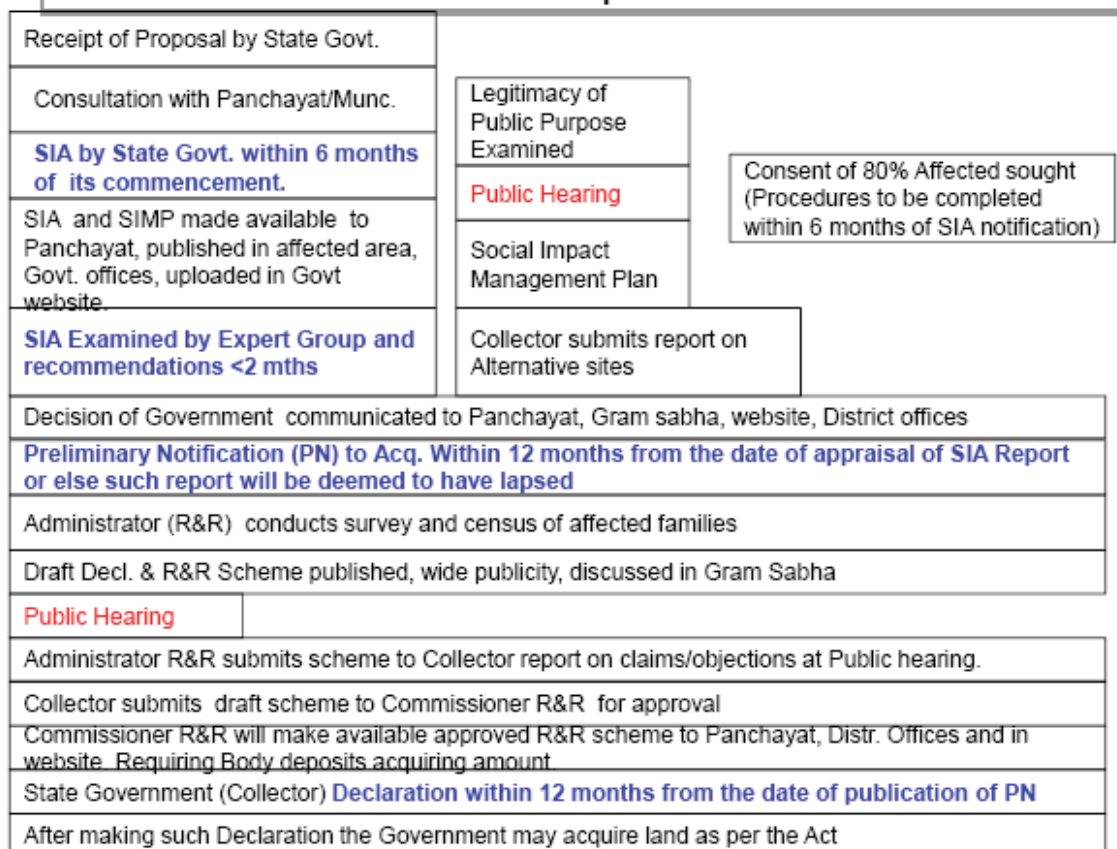 Receipt of Proposal by State Govt.
Consultation with Panchayat/Munc.
SIA by State Govt. within 6 months
of its commencement.
SIA and SIMP made available to
Panchayat, published in affected area,
Govt. offices, uploaded in Govt
website.
SIA Examined by Expert Group and
recommendations <2 mths
Legitimacy of
Public Purpose
Examined
Public Hearing
Social Impact
Management Plan
Collector submits report on
Alternative sites
Consent of 80% Affected sought
(Procedures to be completed
within 6 months of SIA notification)
Decision of Government communicated to Panchayat, Gram sabha, website, District offices
Preliminary Notification (PN) to Acq. Within 12 months from the date of appraisal of SIA Report
or else such report will be deemed to have lapsed
Administrator (R&R) conducts survey and census of affected families
Draft Decl. & R&R Scheme published, wide publicity, discussed in Gram Sabha
Public Hearing
Administrator R&R submits scheme to Collector report on claims/objections at Public hearing.
Collector submits draft scheme to Commissioner R&R for approval
Commissioner R&R will make available approved R&R scheme to Panchayat, Distr. Offices and in
website. Requiring Body deposits acquiring amount
State Government (Collector) Declaration within 12 months from the date of publication of PN
After making such Declaration the Government may acquire land as per the Act